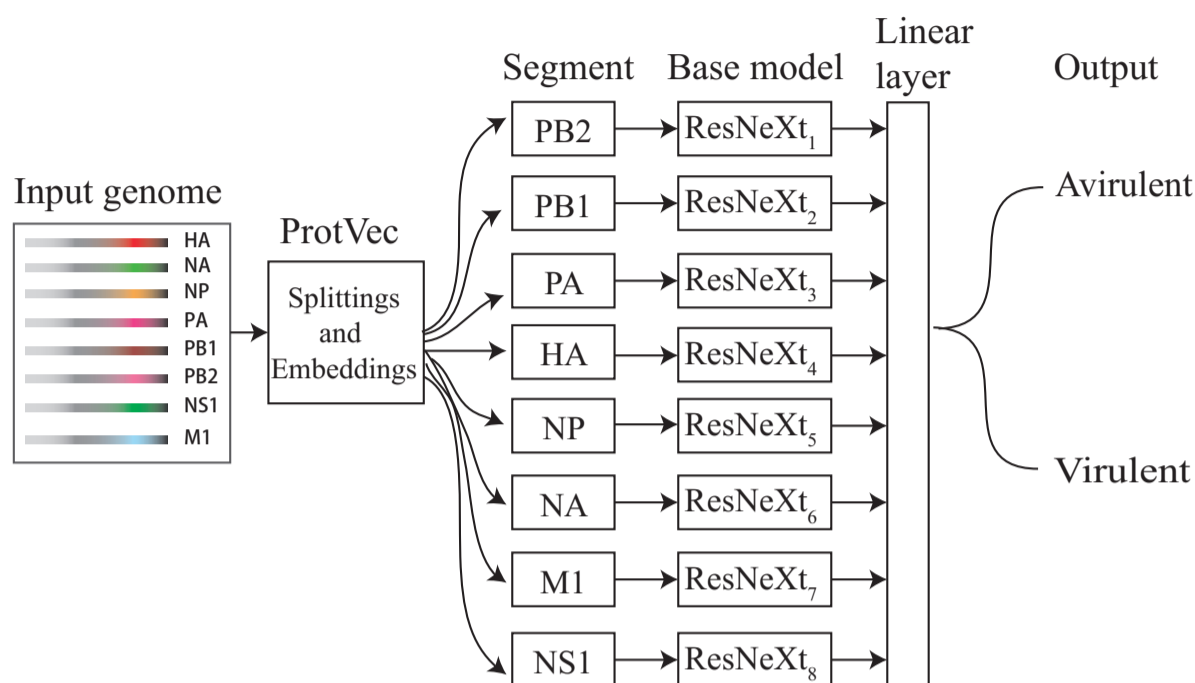 Input genome
HA
NA
NP
PA
PB1
PB2
NS1
M1
ProtVec
Splittings
and
Embeddings
Segment
PB2
PB1
PA
HA
NP
NA
M1
NS1
Base model
ResNeXt1
ResNeXt2
ResNeXt3
ResNeXt4
ResNeXt5
ResNeXt6
ResNeXt7
ResNeXt8
Linear
layer
Output
Avirulent
Virulent